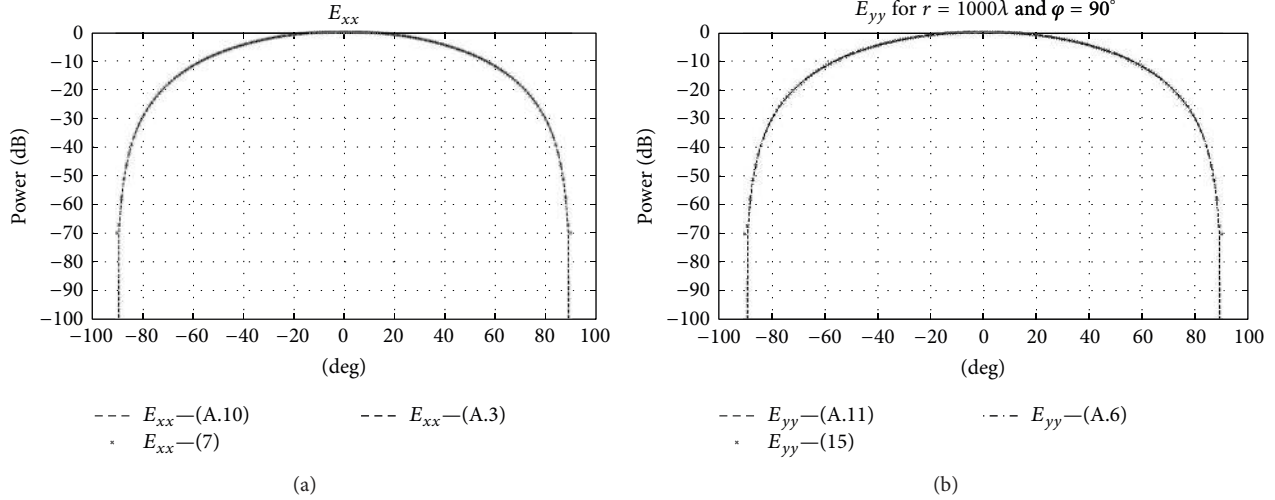 E_xx
0
−10
−20
−30
−40
−50
−60
−70
−80
−90
−100
Power (dB)
−100 −80 −60 −40 −20 0 20 40 60 80 100
(deg)
E_xx—(A.10)
E_xx—(A.3)
E_xx—(7)
(a)
E_yy for r = 1000λ and φ = 90°
0
−10
−20
−30
−40
−50
−60
−70
−80
−90
−100
Power (dB)
−100 −80 −60 −40 −20 0 20 40 60 80 100
(deg)
E_yy—(A.11)
E_yy—(A.6)
E_yy—(15)
(b)